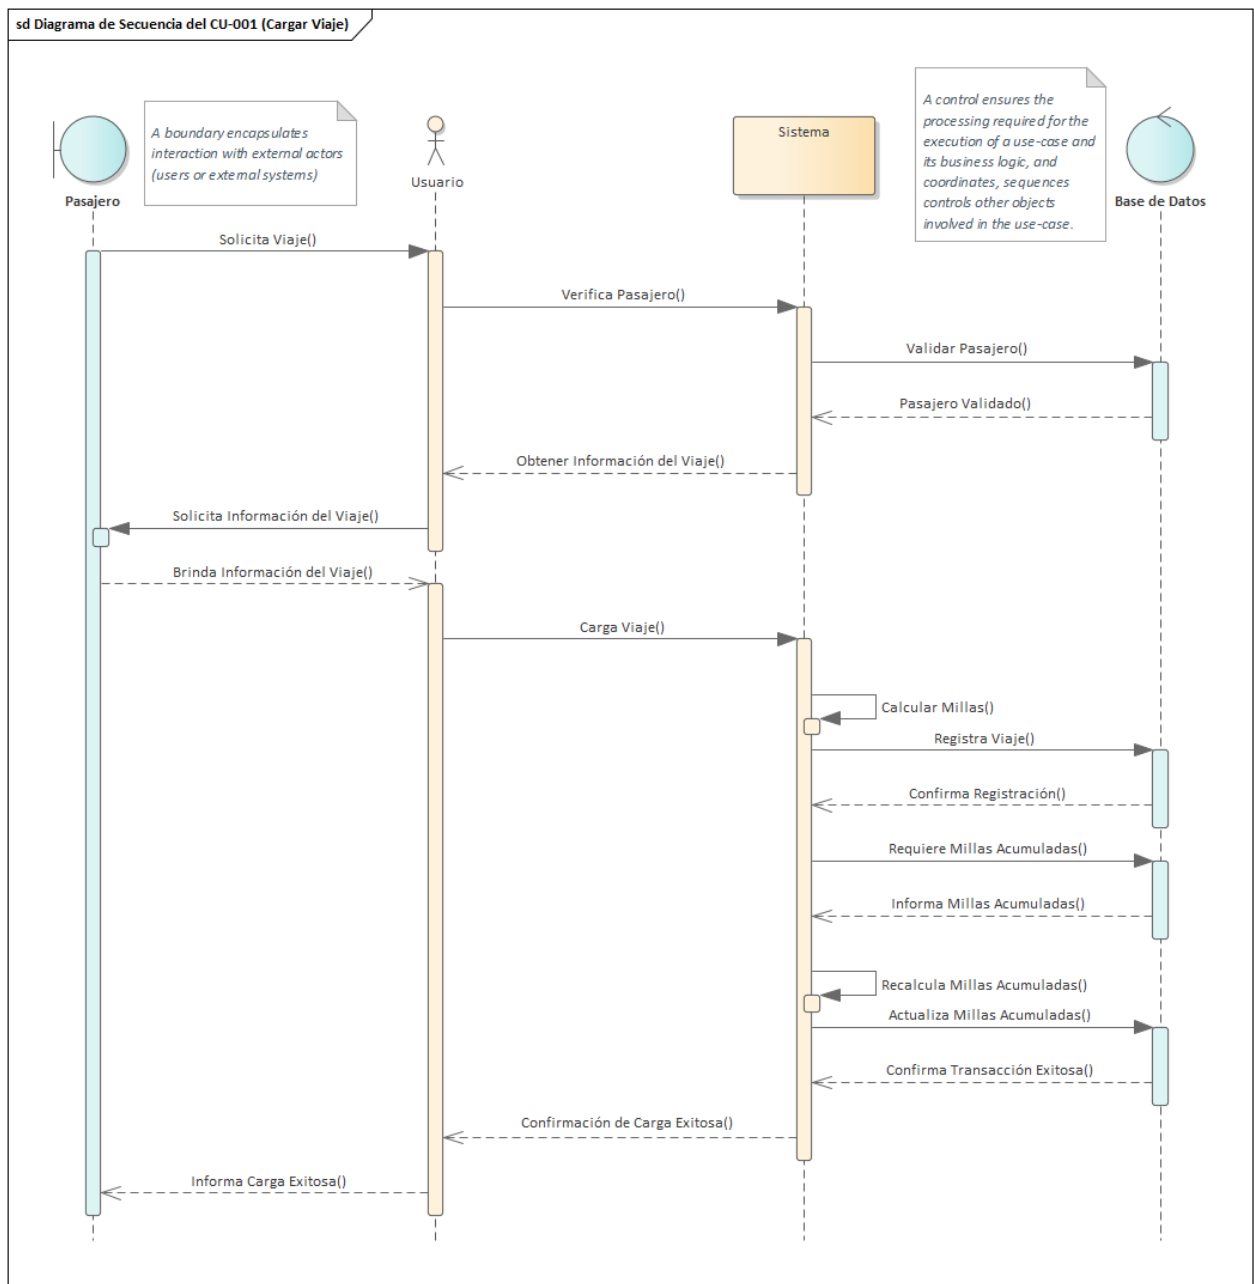 sd Diagrama de Secuencia del CU-001 (Cargar Viaje)
A boundary encapsulates
interaction with external actors
(users or external systems)
A control ensures the
processing required for the
execution of a use-case and
its business logic, and
coordinates, sequences
controls other objects
involved in the use-case.
Pasajero
Usuario
Sistema
Base de Datos
Solicita Viaje()
Verifica Pasajero()
Validar Pasajero()
Pasajero Validado()
Obtener Información del Viaje()
Solicita Información del Viaje()
Brinda Información del Viaje()
Carga Viaje()
Calcular Millas()
Registra Viaje()
Confirma Registración()
Requiere Millas Acumuladas()
Informa Millas Acumuladas()
Recalcula Millas Acumuladas()
Actualiza Millas Acumuladas()
Confirma Transacción Exitosa()
Confirmación de Carga Exitosa()
Informa Carga Exitosa()